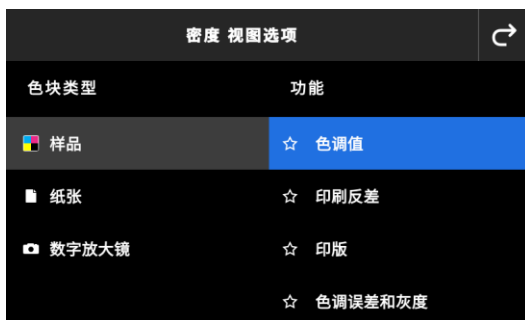 密度 视图选项
色块类型
功能
样品
色调值
纸张
印刷反差
数字放大镜
印版
色调误差和灰度